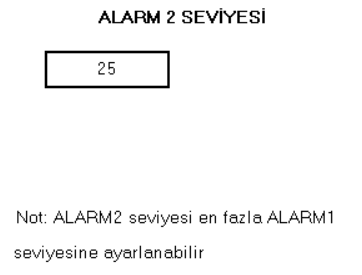 ALARM 2 SEVİYESİ
25
Not: ALARM2 seviyesi en fazla ALARM1
seviyesine ayarlanabilir